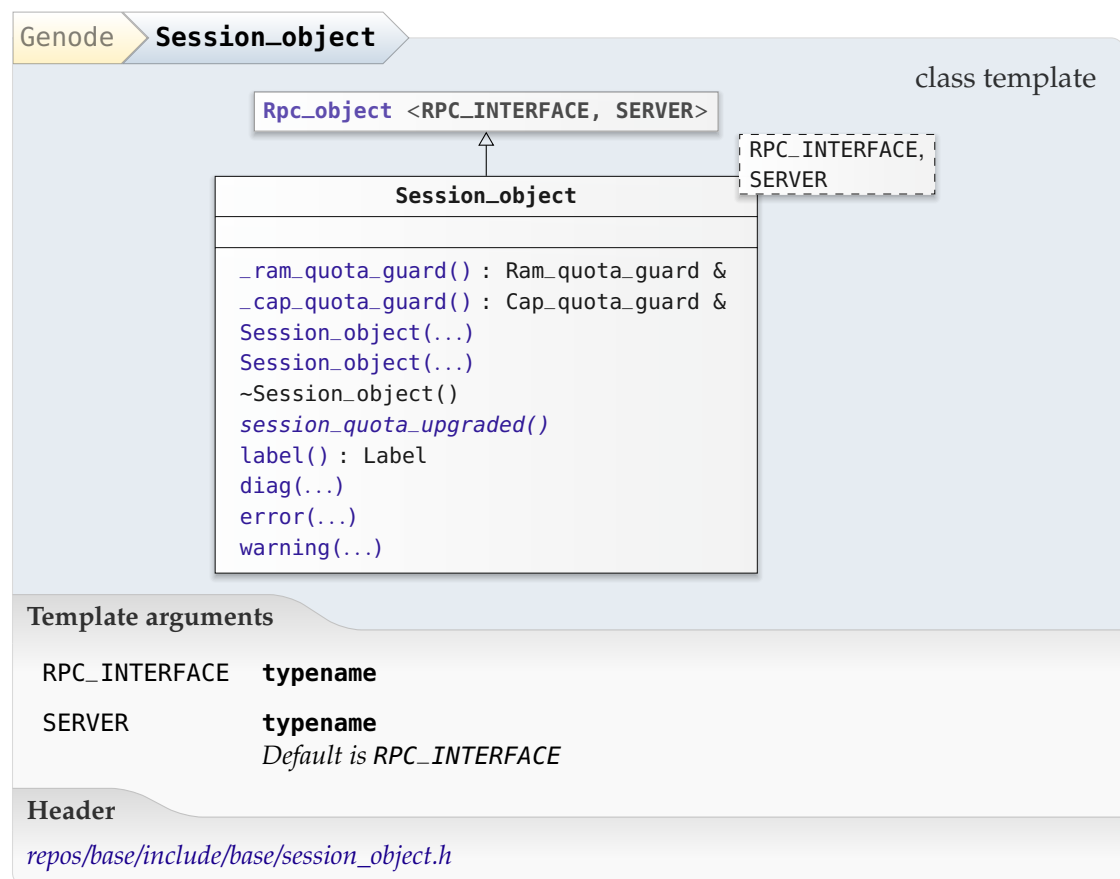 Genode Session_object
class template
Rpc_object <RPC_INTERFACE, SERVER>
RPC_INTERFACE,
SERVER
Session_object
_ram_quota_guard() : Ram_quota_guard &
_cap_quota_guard() : Cap_quota_guard &
Session_object(...)
Session_object(...)
~Session_object()
session_quota_upgraded()
label() : Label
diag(...)
error(...)
warning(...)
Template arguments
RPC_INTERFACE typename
SERVER typename
Default is RPC_INTERFACE
Header
repos/base/include/base/session_object.h